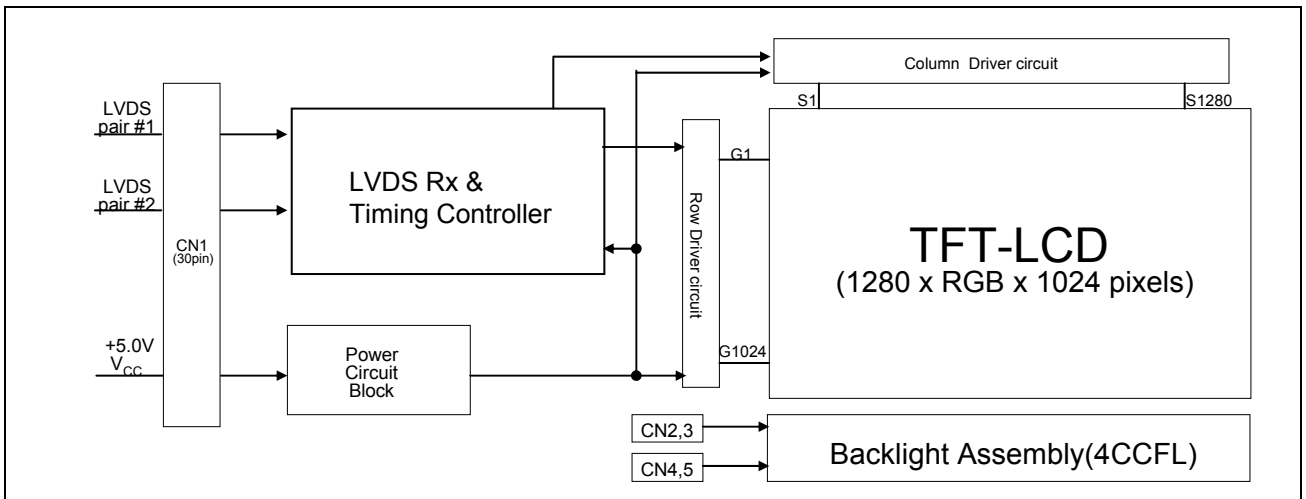 Column Driver circuit
S1
S1280
LVDS
pair #1
LVDS
pair #2
CN1
(30pin)
LVDS Rx &
Timing Controller
G1
Row Driver circuit
G1024
TFT-LCD
(1280 x RGB x 1024 pixels)
+5.0V
VCC
Power
Circuit
Block
CN2,3
CN4,5
Backlight Assembly(4CCFL)